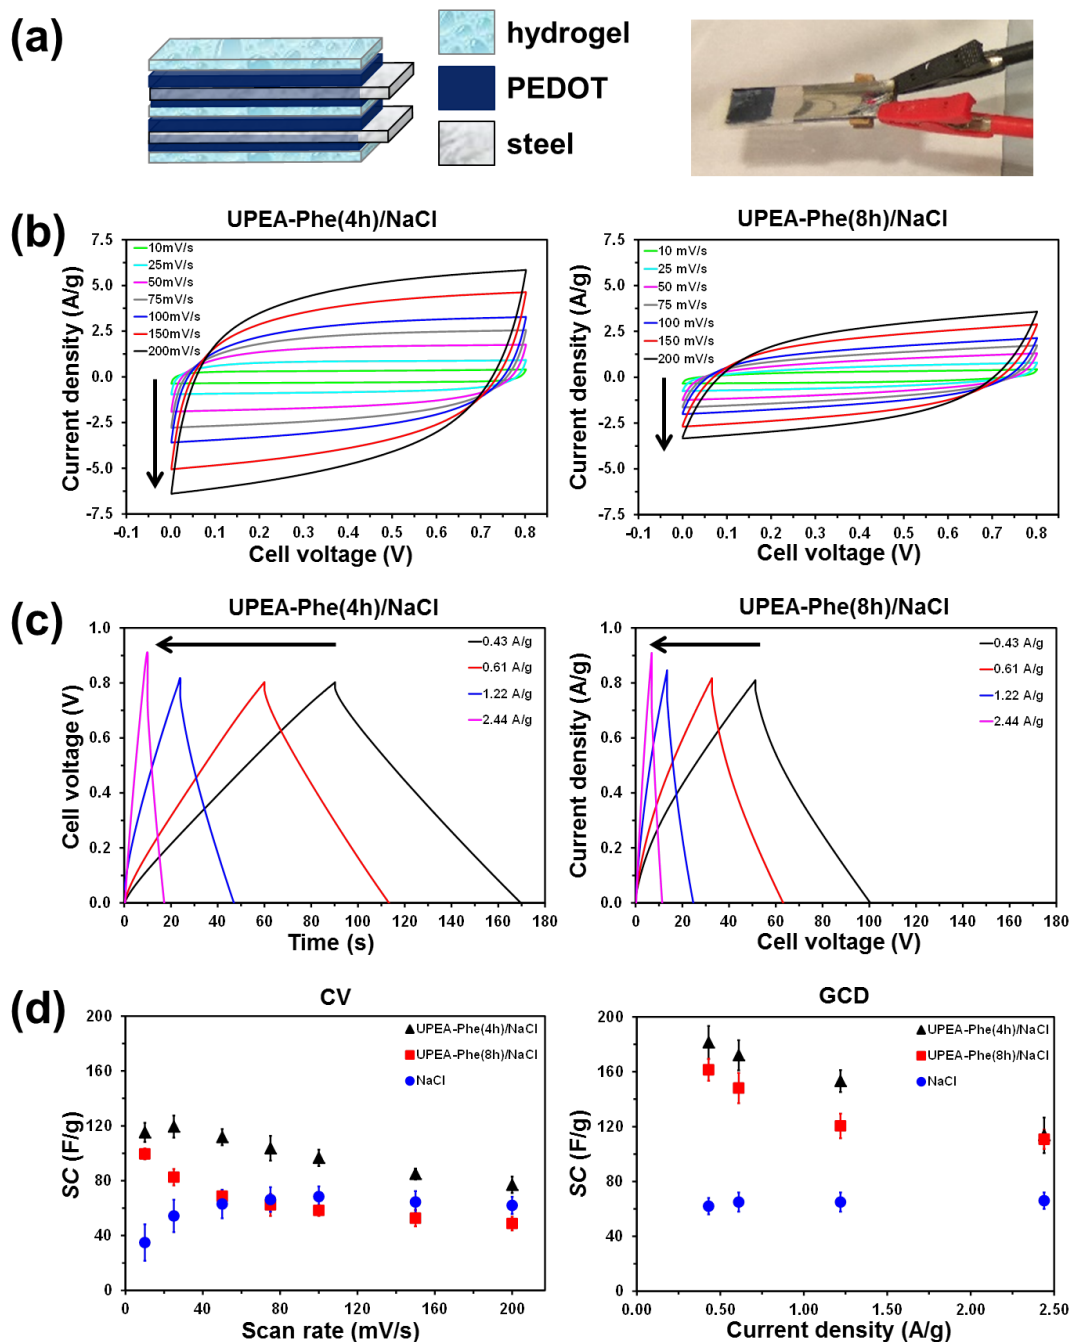 (a)
hydrogel
PEDOT
steel
(b)
UPEA-Phe(4h)/NaCl
7.5
5.0
2.5
0.0
-2.5
-5.0
-7.5
Current density (A/g)
10mV/s
25mV/s
50mV/s
75mV/s
100mV/s
150mV/s
200mV/s
-0.1 0.0 0.1 0.2 0.3 0.4 0.5 0.6 0.7 0.8
Cell voltage (V)
UPEA-Phe(8h)/NaCl
7.5
5.0
2.5
0.0
-2.5
-5.0
-7.5
Current density (A/g)
10 mV/s
25 mV/s
50 mV/s
75 mV/s
100 mV/s
150 mV/s
200 mV/s
-0.1 0.0 0.1 0.2 0.3 0.4 0.5 0.6 0.7 0.8
Cell voltage (V)
(c)
UPEA-Phe(4h)/NaCl
1.0
0.8
0.6
0.4
0.2
0.0
Cell voltage (V)
0.43 A/g
0.61 A/g
1.22 A/g
2.44 A/g
0 20 40 60 80 100 120 140 160 180
Time (s)
UPEA-Phe(8h)/NaCl
1.0
0.8
0.6
0.4
0.2
0.0
Current density (A/g)
0.43 A/g
0.61 A/g
1.22 A/g
2.44 A/g
0 20 40 60 80 100 120 140 160 180
Cell voltage (V)
(d)
CV
200
160
120
80
40
0
SC (F/g)
UPEA-Phe(4h)/NaCl
UPEA-Phe(8h)/NaCl
NaCl
0 40 80 120 160 200
Scan rate (mV/s)
GCD
200
160
120
80
40
0
SC (F/g)
UPEA-Phe(4h)/NaCl
UPEA-Phe(8h)/NaCl
NaCl
0.00 0.50 1.00 1.50 2.00 2.50
Current density (A/g)